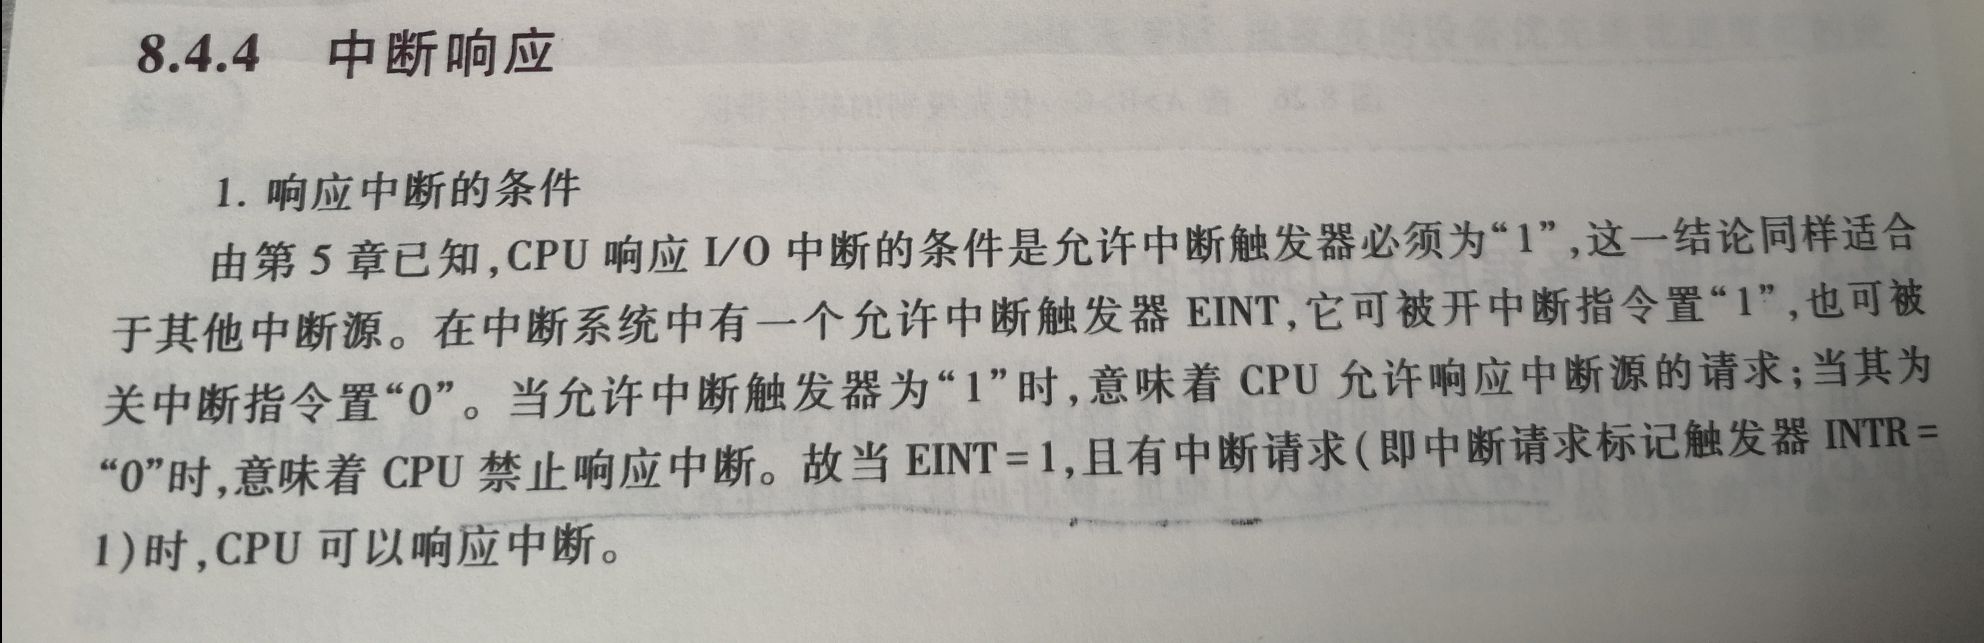 8.4.4 中断响应
1. 响应中断的条件
由第 5 章已知,CPU 响应 I/O 中断的条件是允许中断触发器必须为“1”,这一结论同样适合
于其他中断源。在中断系统中有一个允许中断触发器 EINT,它可被开中断指令置“1”,也可被
关中断指令置“0”。当允许中断触发器为“1”时,意味着 CPU 允许响应中断源的请求;当其为
“0”时,意味着 CPU 禁止响应中断。故当 EINT=1,且有中断请求(即中断请求标记触发器 INTR=
1)时,CPU 可以响应中断。